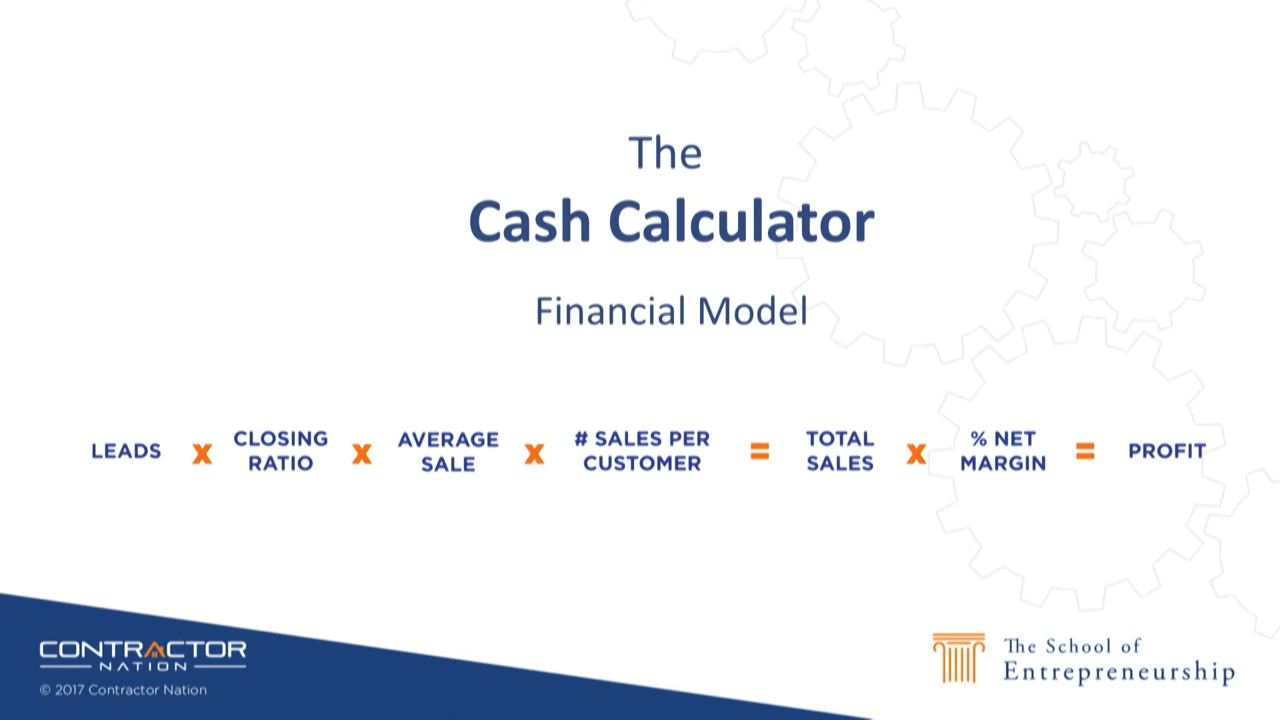 The
Cash Calculator
Financial Model
LEADS x CLOSING RATIO x AVERAGE SALE x # SALES PER CUSTOMER = TOTAL SALES x % NET MARGIN = PROFIT
CONTRACTOR
NATION
© 2017 Contractor Nation
The School of
Entrepreneurship